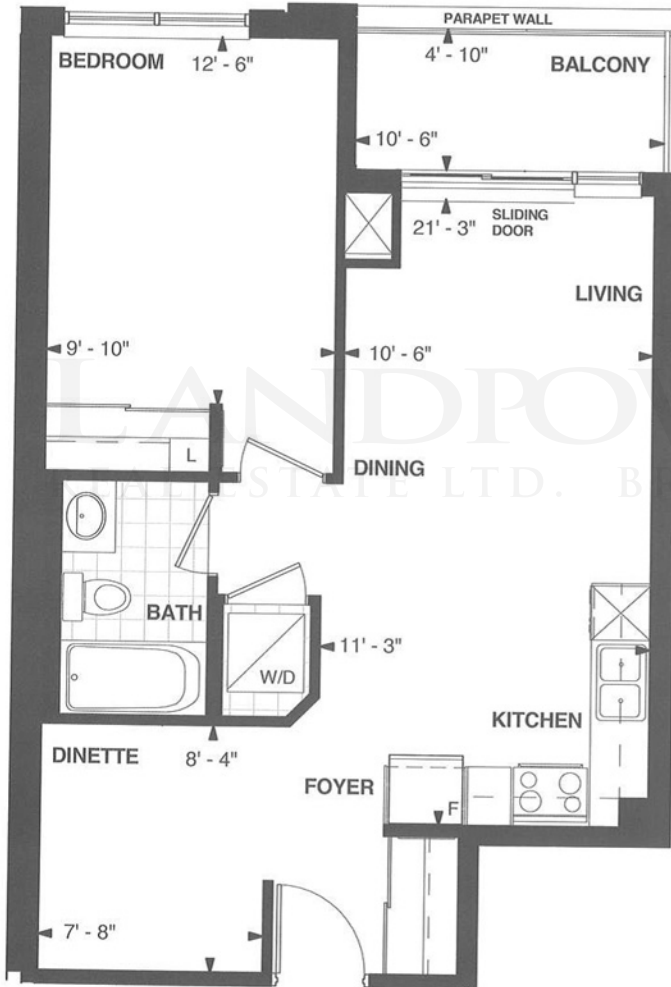 PARAPET WALL
BEDROOM
12' - 6"
4' - 10"
BALCONY
10' - 6"
21' - 3"
SLIDING
DOOR
LIVING
9' - 10"
10' - 6"
LANDPOW
L
DINING
REAL ESTATE LTD. B
BATH
11' - 3"
W/D
KITCHEN
DINETTE
8' - 4"
FOYER
F
7' - 8"